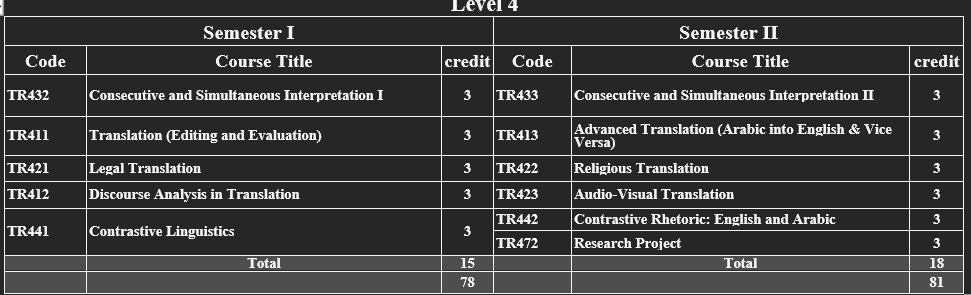 Level 4
Semester I Semester II
Code Course Title credit Code Course Title credit
TR432 Consecutive and Simultaneous Interpretation I 3 TR433 Consecutive and Simultaneous Interpretation II 3
TR411 Translation (Editing and Evaluation) 3 TR413 Advanced Translation (Arabic into English & Vice
Versa) 3
TR421 Legal Translation 3 TR422 Religious Translation 3
TR412 Discourse Analysis in Translation 3 TR423 Audio-Visual Translation 3
TR441 Contrastive Linguistics 3 TR442 Contrastive Rhetoric: English and Arabic 3
TR472 Research Project 3
Total 15 Total 18
78 81